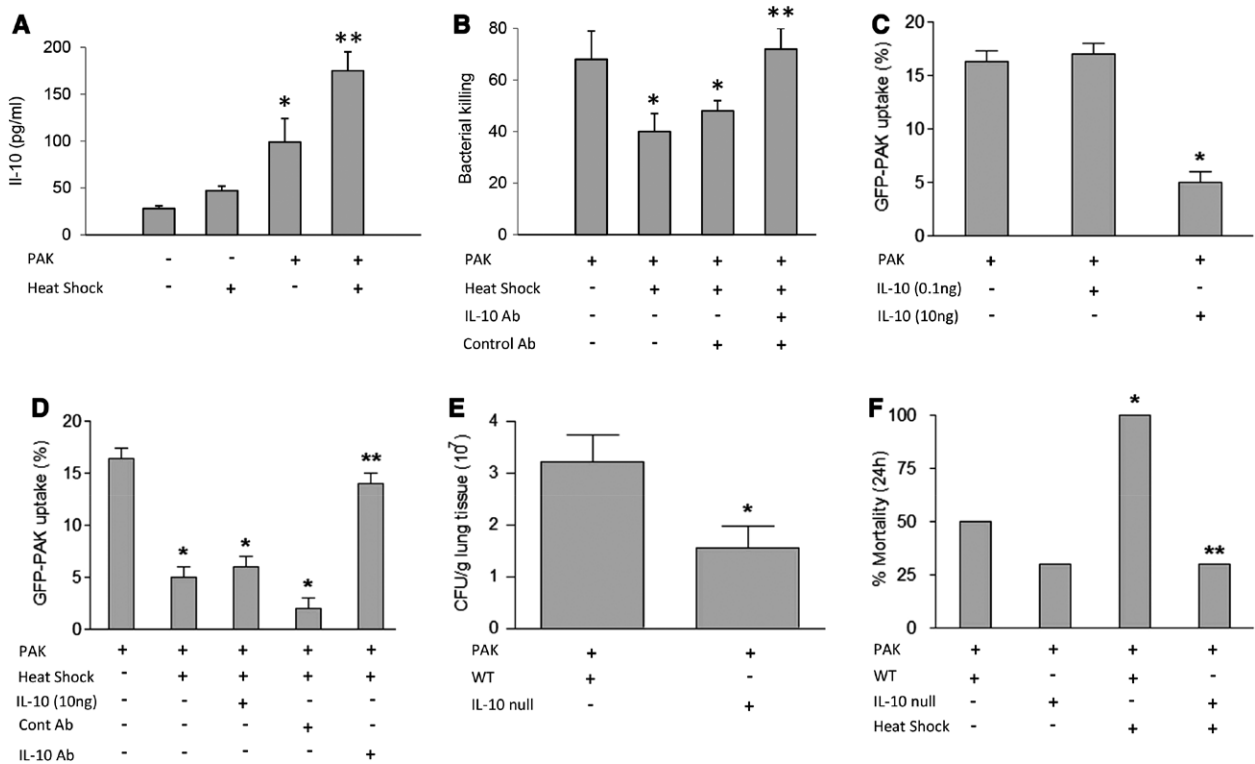 A
Il-10 (pg/ml)
200
150
100
50
0
* **
PAK - - + +
Heat Shock - + - +
B
Bacterial killing
80
60
40
20
0
* * **
PAK + + + +
Heat Shock - + + +
IL-10 Ab - - - +
Control Ab - - + +
C
GFP-PAK uptake (%)
20
15
10
5
0
*
PAK + + +
IL-10 (0.1ng) - + -
IL-10 (10ng) - - +
D
GFP-PAK uptake (%)
20
15
10
5
0
* * * **
PAK + + + + +
Heat Shock - + + + +
IL-10 (10ng) - - + - -
Cont Ab - - - + -
IL-10 Ab - - - - +
E
CFU/g lung tissue (10⁷)
4
3
2
1
0
*
PAK + +
WT + -
IL-10 null - +
F
% Mortality (24h)
100
75
50
25
0
* **
PAK + + + +
WT + - + -
IL-10 null - + - +
Heat Shock - - + +